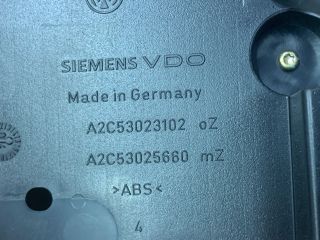 SIEMENS VDO
Made in Germany
A2C53023102 oZ
A2C53025660 mZ
>ABS<
4